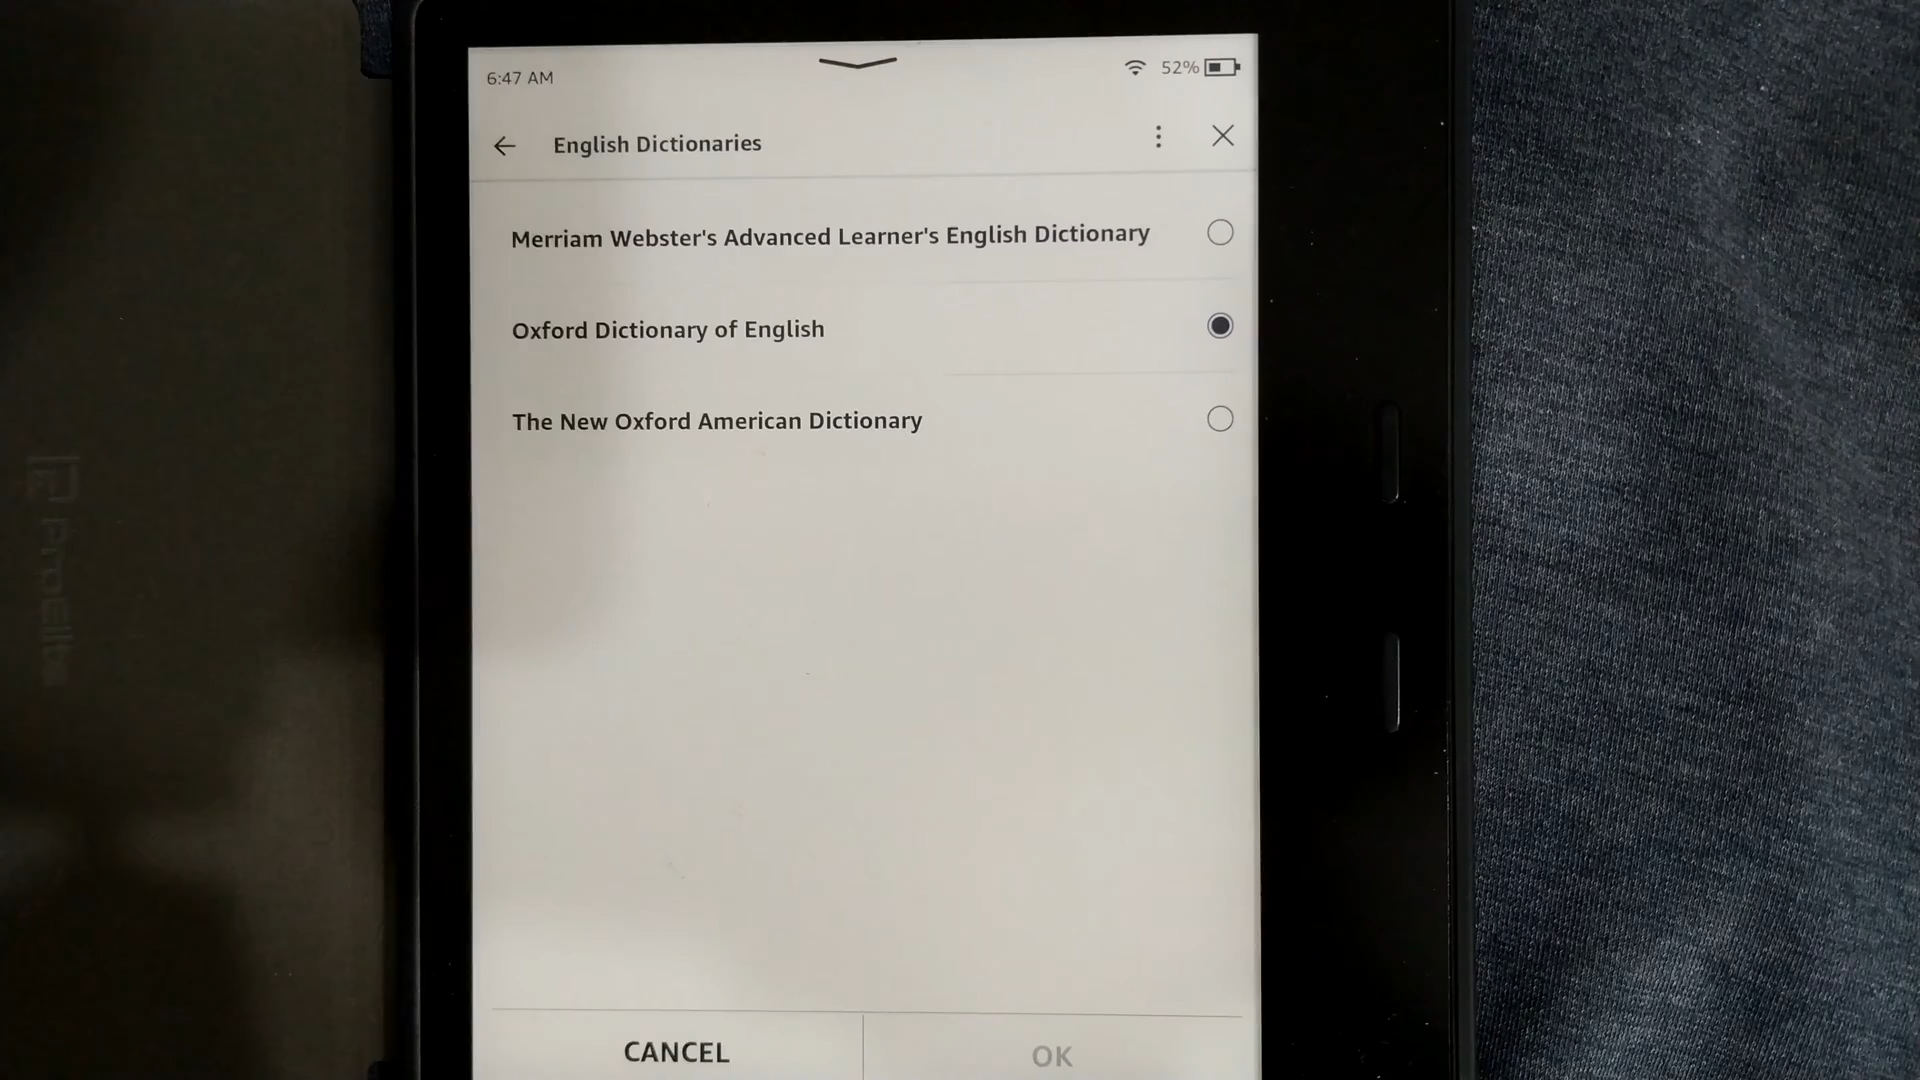 6:47 AM
52%
English Dictionaries
Merriam Webster's Advanced Learner's English Dictionary
Oxford Dictionary of English
The New Oxford American Dictionary
CANCEL
OK
ProElite